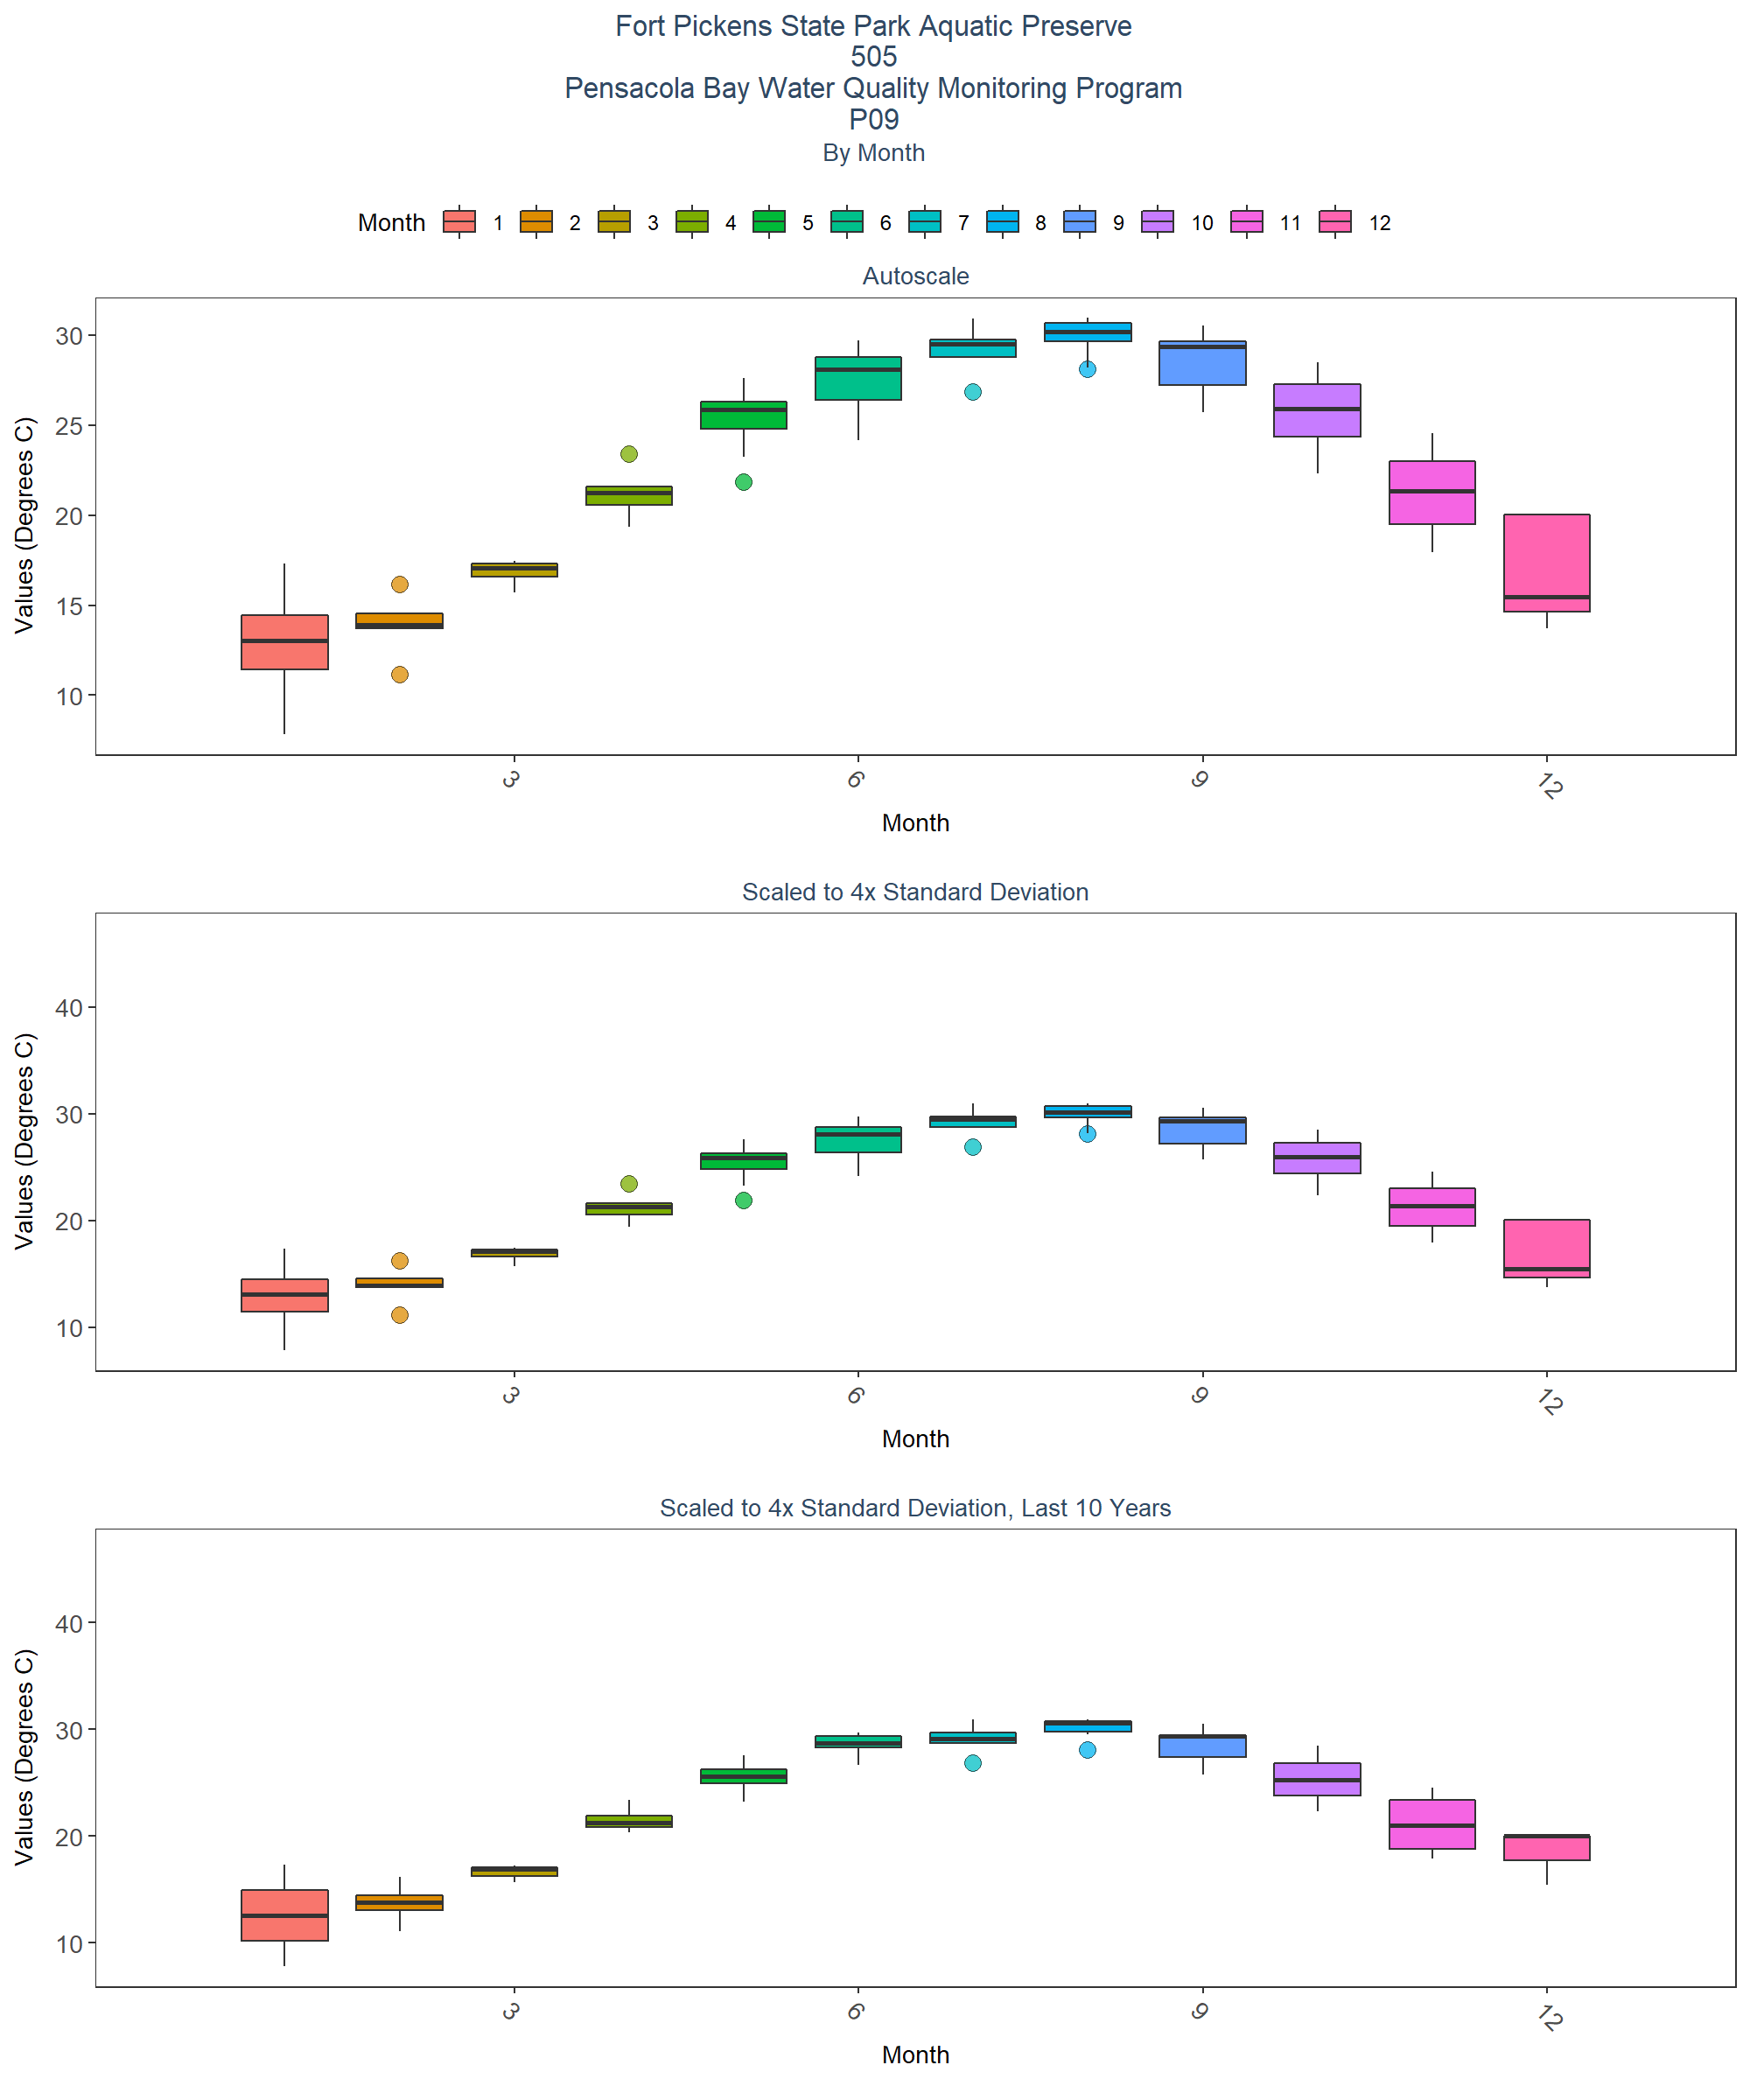 Fort Pickens State Park Aquatic Preserve
505
Pensacola Bay Water Quality Monitoring Program
P09
By Month
Month 1 2 3 4 5 6 7 8 9 10 11 12
Autoscale
Values (Degrees C)
30
25
20
15
10
3 6 9 12
Month
Scaled to 4x Standard Deviation
Values (Degrees C)
40
30
20
10
3 6 9 12
Month
Scaled to 4x Standard Deviation, Last 10 Years
Values (Degrees C)
40
30
20
10
3 6 9 12
Month